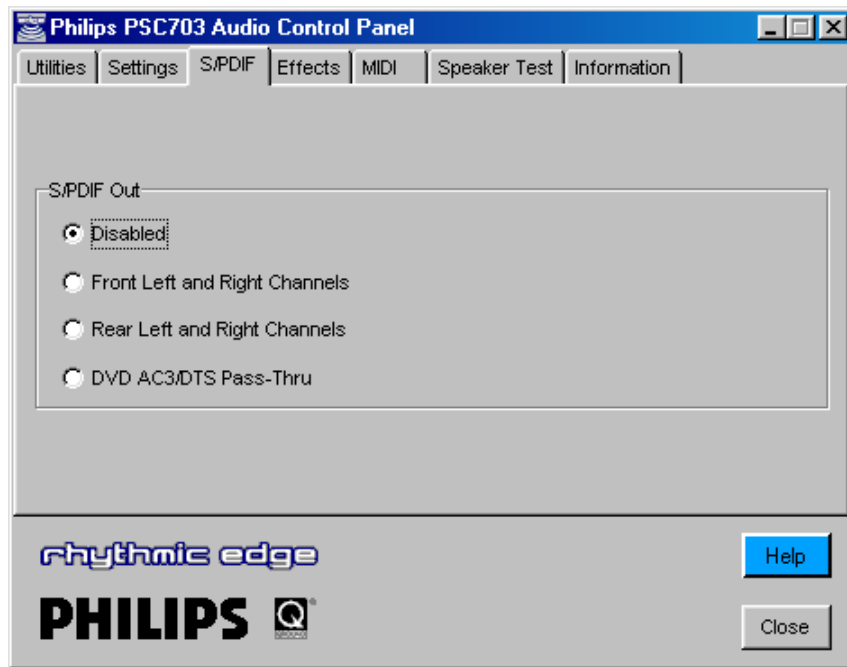 Philips PSC703 Audio Control Panel
Utilities Settings S/PDIF Effects MIDI Speaker Test Information
S/PDIF Out
Disabled
Front Left and Right Channels
Rear Left and Right Channels
DVD AC3/DTS Pass-Thru
rhythmic edge
Help
PHILIPS Q
Close